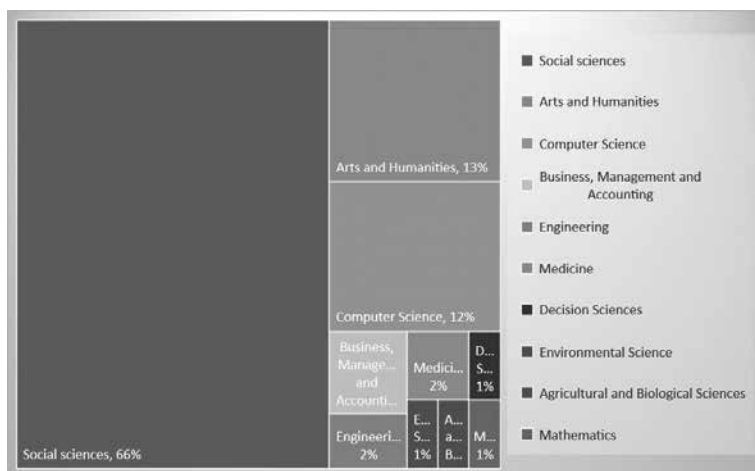 Social sciences, 66%
Arts and Humanities, 13%
Computer Science, 12%
Business,
Manage...
and
Accounti...
Engineeri...
2%
Medici...
2%
D...
S...
1%
E...
S...
1%
A...
a...
B...
M...
1%
Social sciences
Arts and Humanities
Computer Science
Business, Management and
Accounting
Engineering
Medicine
Decision Sciences
Environmental Science
Agricultural and Biological Sciences
Mathematics